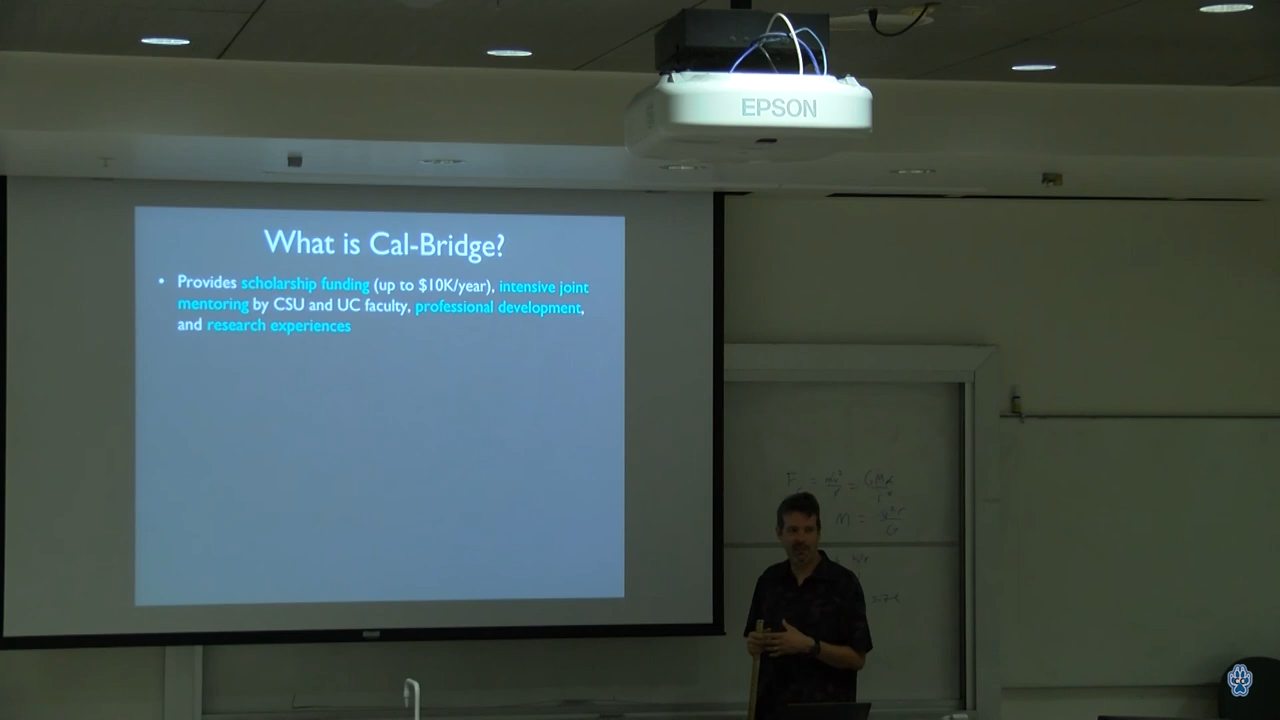 EPSON
What is Cal-Bridge?
• Provides scholarship funding (up to $10K/year), intensive joint
mentoring by CSU and UC faculty, professional development,
and research experiences
M =